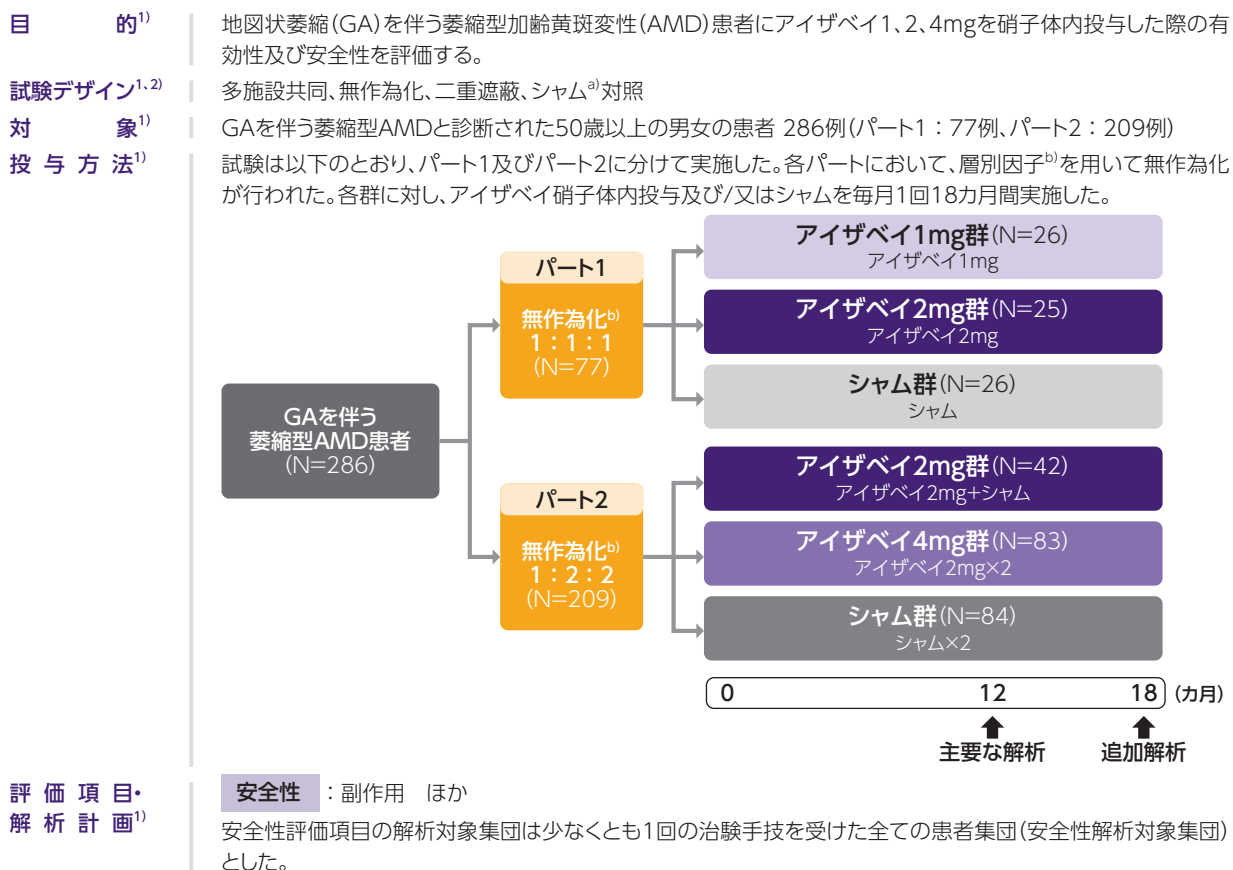 目的1)
地図状萎縮(GA)を伴う萎縮型加齢黄斑変性(AMD)患者にアイザベイ1、2、4mgを硝子体内投与した際の有
効性及び安全性を評価する。
試験デザイン1、2)
多施設共同、無作為化、二重遮蔽、シャムa)対照
対象1)
GAを伴う萎縮型AMDと診断された50歳以上の男女の患者 286例(パート1：77例、パート2：209例)
投与方法1)
試験は以下のとおり、パート1及びパート2に分けて実施した。各パートにおいて、層別因子b)を用いて無作為化
が行われた。各群に対し、アイザベイ硝子体内投与及び/又はシャムを毎月1回18カ月間実施した。
GAを伴う
萎縮型AMD患者
(N=286)
パート1
無作為化b)
1：1：1
(N=77)
アイザベイ1mg群(N=26)
アイザベイ1mg
アイザベイ2mg群(N=25)
アイザベイ2mg
シャム群(N=26)
シャム
パート2
無作為化b)
1：2：2
(N=209)
アイザベイ2mg群(N=42)
アイザベイ2mg+シャム
アイザベイ4mg群(N=83)
アイザベイ2mg×2
シャム群(N=84)
シャム×2
0 12 18 (カ月)
主要な解析 追加解析
評価項目・
解析計画1)
安全性：副作用 ほか
安全性評価項目の解析対象集団は少なくとも1回の治験手技を受けた全ての患者集団(安全性解析対象集団)
とした。